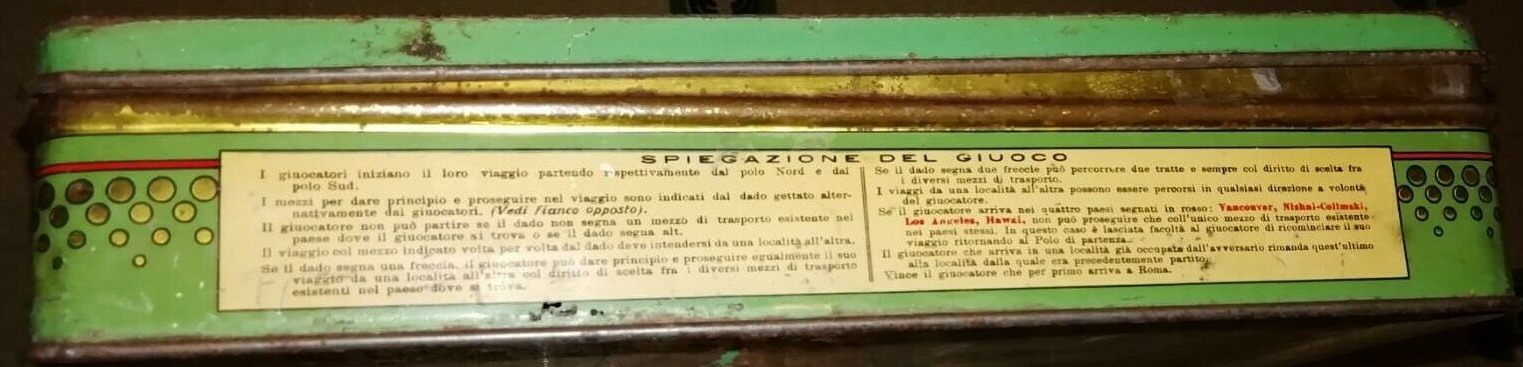 SPIEGAZIONE DEL GIUOCO
I giuocatori iniziano il loro viaggio partendo rispettivamente dal polo Nord e dal
polo Sud.
I mezzi per dare principio e proseguire nel viaggio sono indicati dal dado gettato alter-
nativamente dai giuocatori. (Vedi fianco opposto).
Il giuocatore non può partire se il dado non segna un mezzo di trasporto esistente nel
paese dove il giuocatore si trova o se il dado segna alt.
Il viaggio col mezzo indicato volta per volta dal dado deve intendersi da una località all'altra.
Se il dado segna una freccia, il giuocatore può dare principio e proseguire egualmente il suo
viaggio da una località all'altra col diritto di scelta fra i diversi mezzi di trasporto
esistenti nel paese dove si trova.
Se il dado segna due freccie può percorrere due tratte e sempre col diritto di scelta fra
i diversi mezzi di trasporto.
I viaggi da una località all'altra possono essere percorsi in qualsiasi direzione a volontà
del giuocatore.
Se il giuocatore arriva nei quattro paesi segnati in rosso: Vancouver, Nishni-Colimski,
Los Angeles, Hawai, non può proseguire che coll'unico mezzo di trasporto esistente
nei paesi stessi. In questo caso è lasciata facoltà al giuocatore di ricominciare il suo
viaggio ritornando al Polo di partenza.
Il giuocatore che arriva in una località già occupata dall'avversario rimanda quest'ultimo
alla località dalla quale era precedentemente partito.
Vince il giuocatore che per primo arriva a Roma.